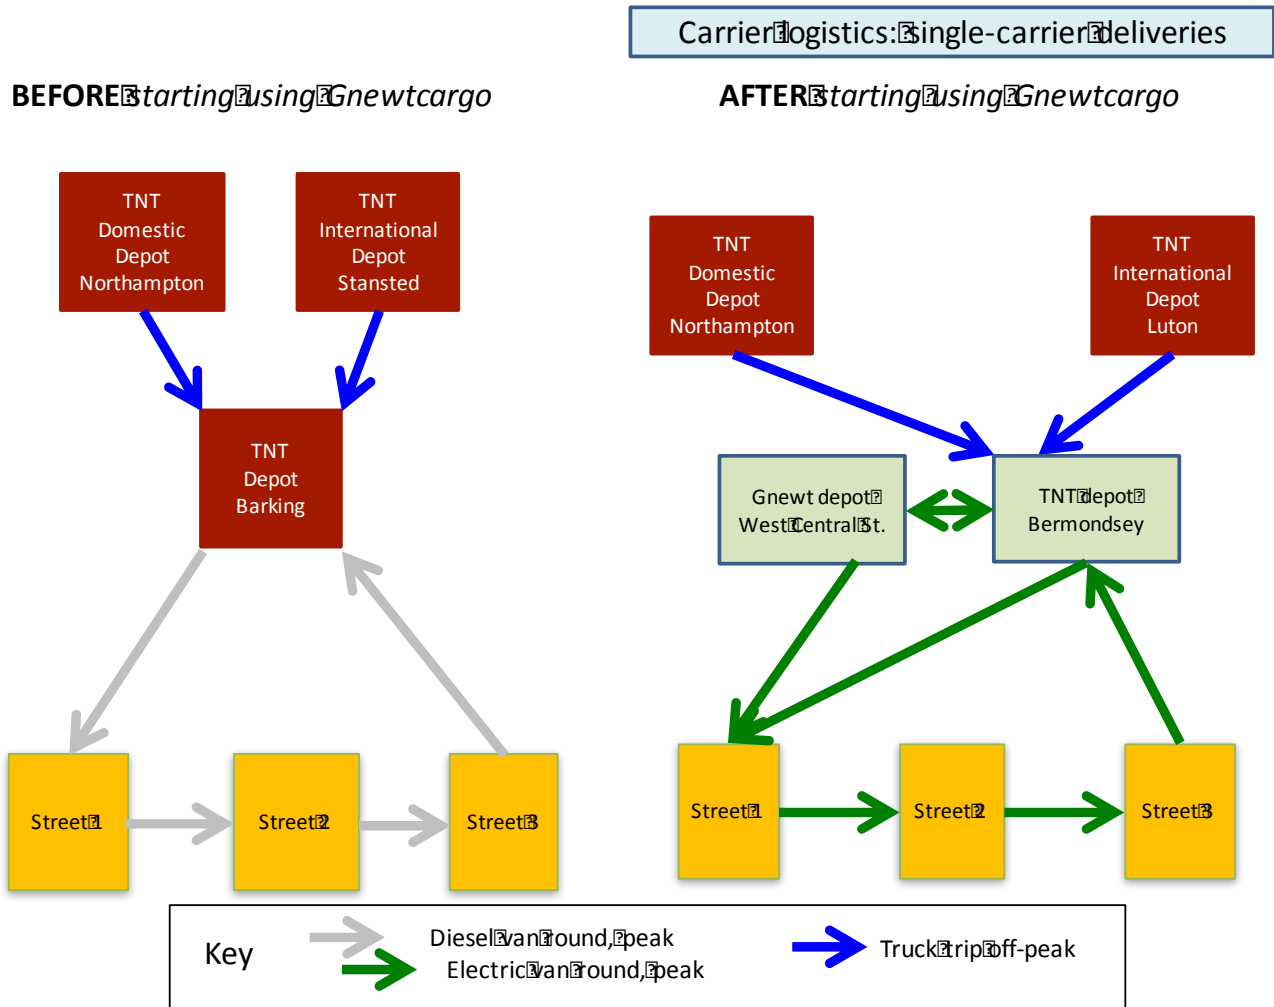 Carrier logistics: single-carrier deliveries
BEFORE starting using Gnewtcargo
AFTER starting using Gnewtcargo
TNT
Domestic
Depot
Northampton
TNT
International
Depot
Stansted
TNT
Domestic
Depot
Northampton
TNT
International
Depot
Luton
TNT
Depot
Barking
Gnewt depot
West Central St.
TNT depot
Bermondsey
Street 1
Street 2
Street 3
Street 1
Street 2
Street 3
Key
Diesel van round, peak
Electric van round, peak
Truck trip off-peak